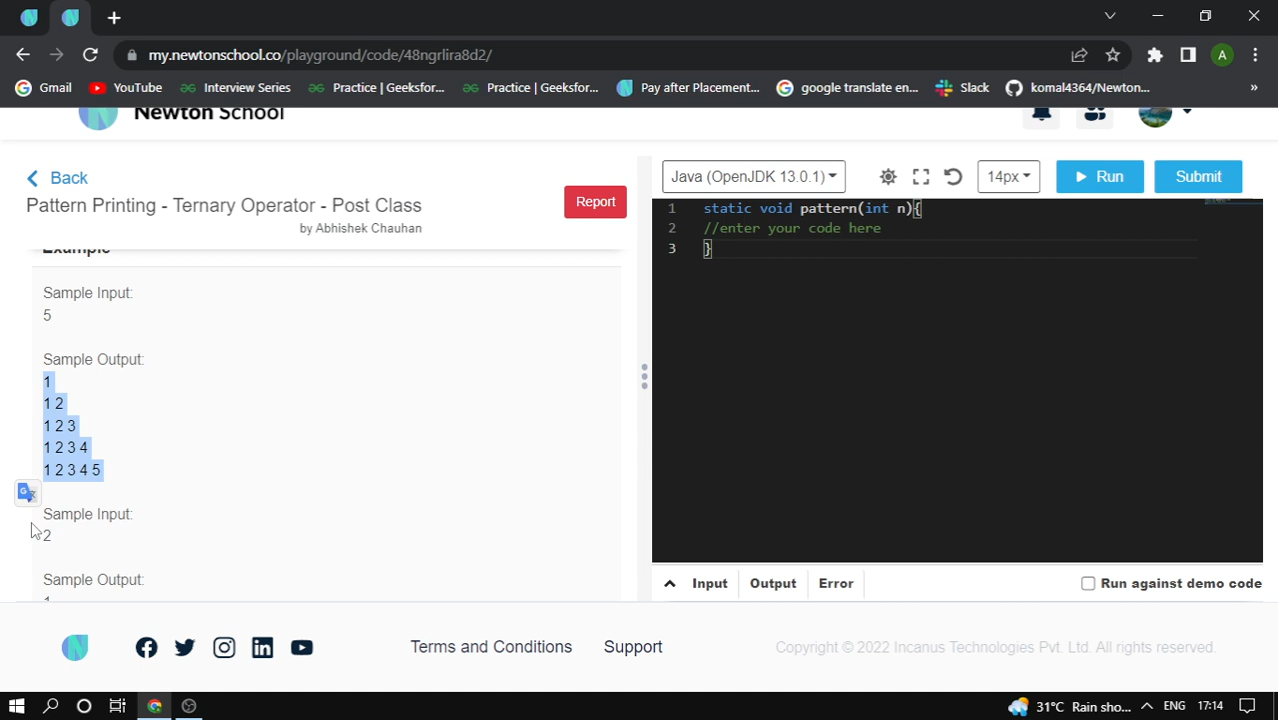 my.newtonschool.co/playground/code/48ngrlira8d2/
A
Gmail
YouTube
Interview Series
Practice | Geeksfor...
Practice | Geeksfor...
Pay after Placement...
google translate en...
Slack
komal4364/Newton...
»
Newton School
Back
Pattern Printing - Ternary Operator - Post Class
by Abhishek Chauhan
Report
Example
Sample Input:
5
Sample Output:
1
1 2
1 2 3
1 2 3 4
1 2 3 4 5
Sample Input:
2
Sample Output:
1
Java (OpenJDK 13.0.1)
14px
Run
Submit
1 static void pattern(int n){
2 //enter your code here
3 }
Input
Output
Error
Run against demo code
Terms and Conditions
Support
Copyright © 2022 Incanus Technologies Pvt. Ltd. All rights reserved.
31°C Rain sho...
ENG
17:14